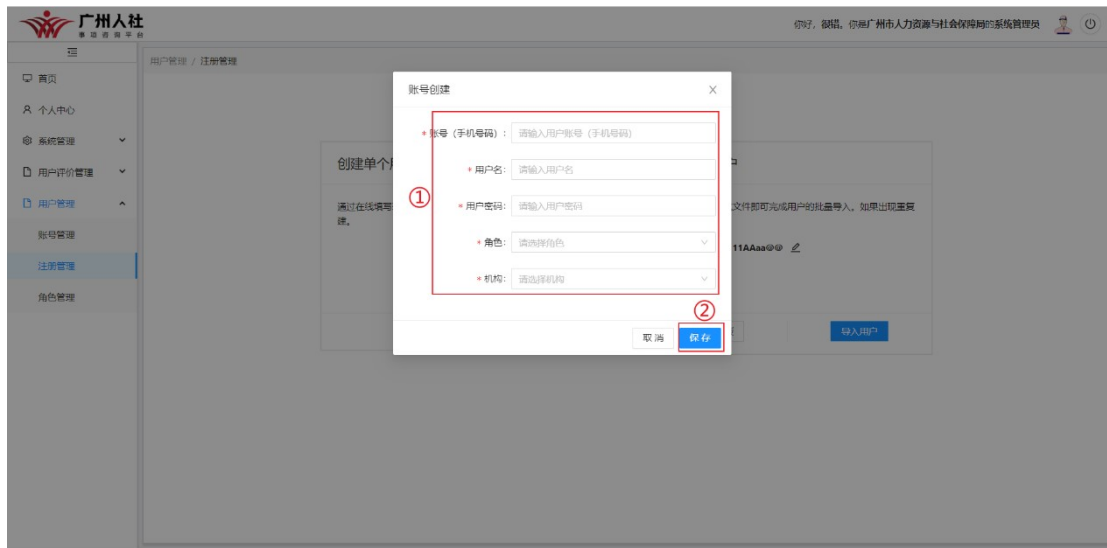 广州人社
事项咨询平台
你好，
你是广州市人力资源与社会保障局的系统管理员
用户管理 / 注册管理
首页
个人中心
系统管理
用户评价管理
用户管理
账号管理
注册管理
角色管理
账号创建
* 账号（手机号码）： 请输入用户账号（手机号码）
* 用户名： 请输入用户名
* 用户密码： 请输入用户密码
* 角色： 请选择角色
* 机构： 请选择机构
①
②
取消 保存
创建单个
通过在线填写
建。
户
文件即可完成用户的批量导入，如果出现重复
11AAaa@@
导入用户